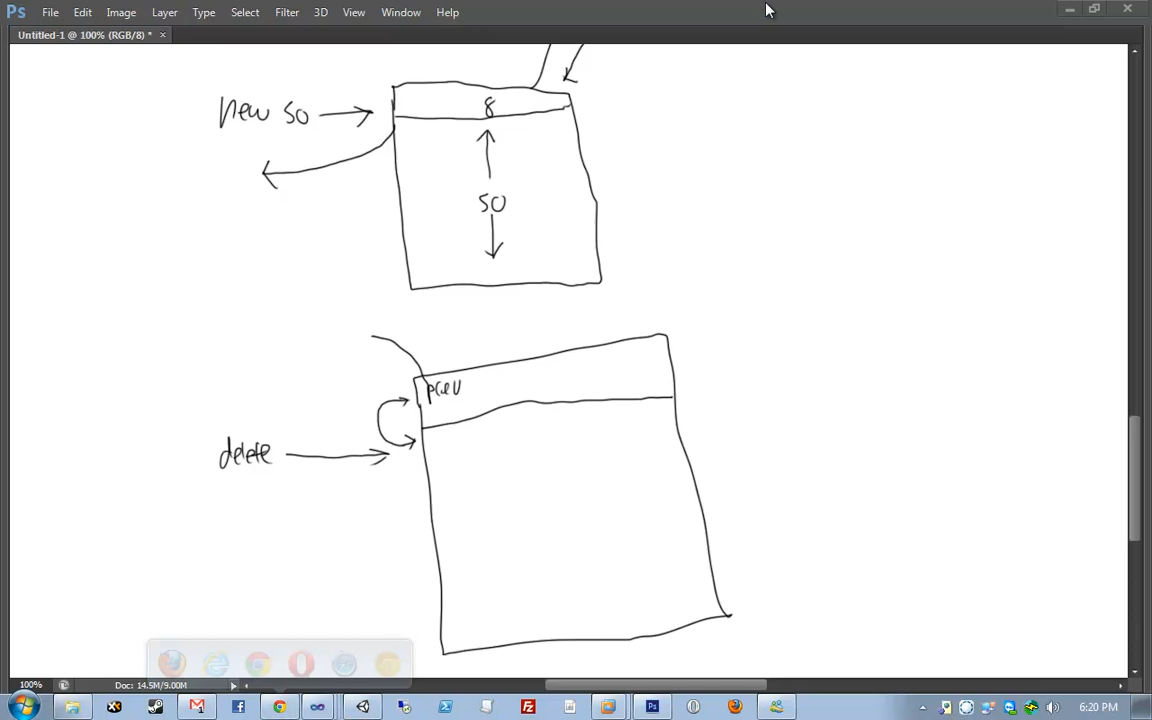 Ps File Edit Image Layer Type Select Filter 3D View Window Help
Untitled-1 @ 100% (RGB/8) * ×
new 50
8
50
prev
delete
100% Doc: 14.5M/9.00M
6:20 PM